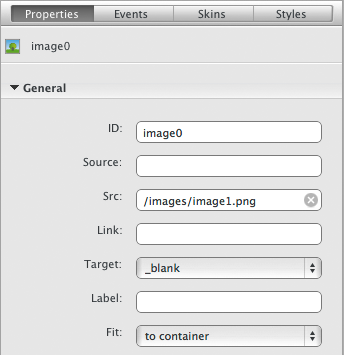 Properties Events Skins Styles
image0
General
ID: image0
Source:
Src: /images/image1.png
Link:
Target: _blank
Label:
Fit: to container